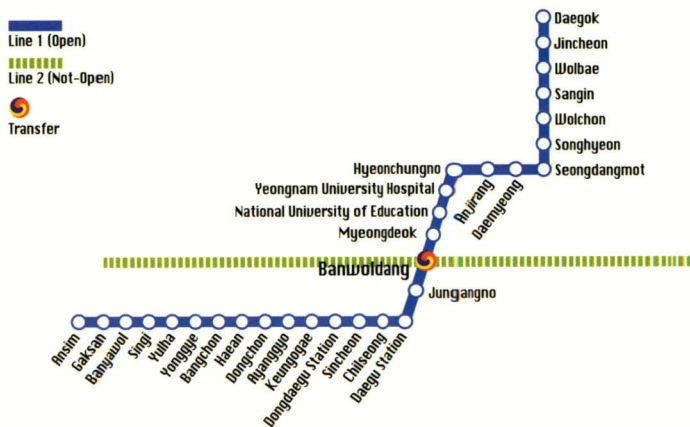 Line 1 (Open)
Line 2 (Not-Open)
Transfer
Daegok
Jincheon
Wolbae
Sangin
Wolchon
Songhyeon
Seongdangmot
Daemyeong
Anjirang
Hyeonchungno
Yeongnam University Hospital
National University of Education
Myeongdeok
Banwoldang
Jungangno
Ansim
Gaksan
Banyawol
Singi
Yulha
Yonggye
Bangchon
Haean
Dongchon
Ayanggyo
Keungogae
Dongdaegu Station
Sincheon
Chilseong
Daegu Station